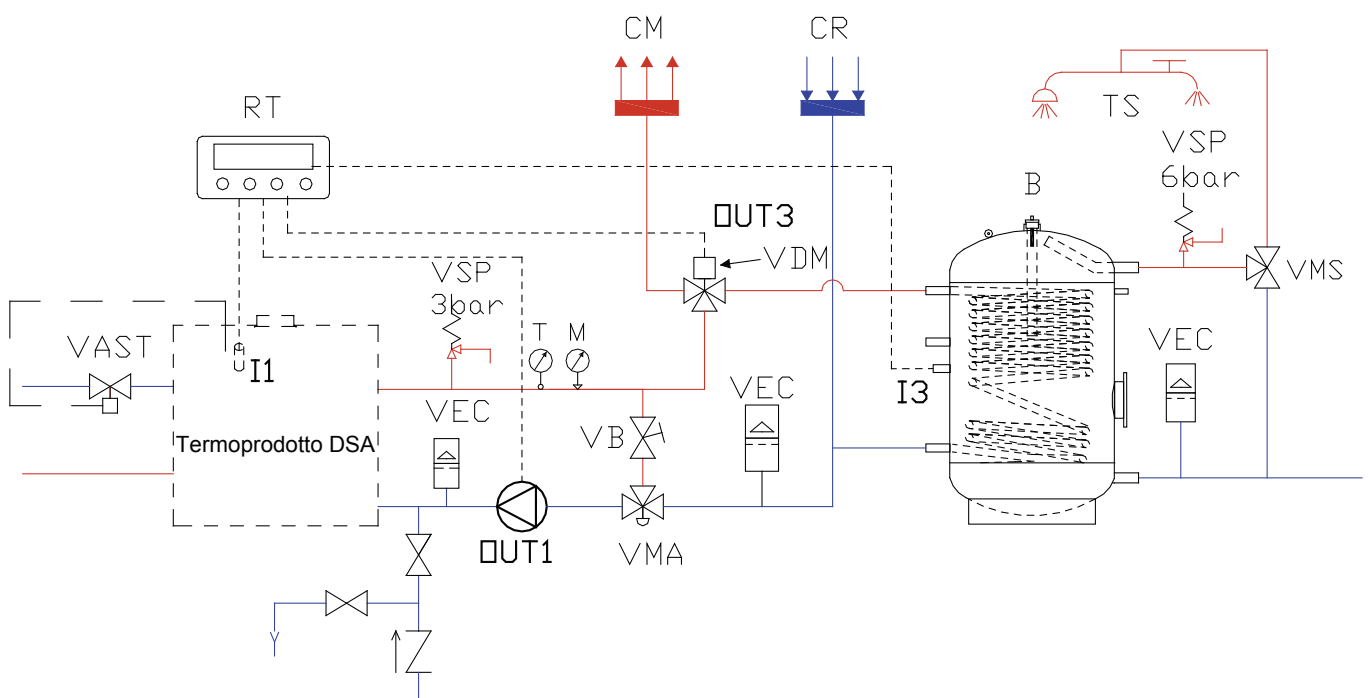 CM
CR
RT
TS
VSP
6bar
B
OUT3
VDM
VSP
3bar
VMS
VAST
I1
T
M
VEC
I3
VEC
VEC
VB
Termoprodotto DSA
OUT1
VMA